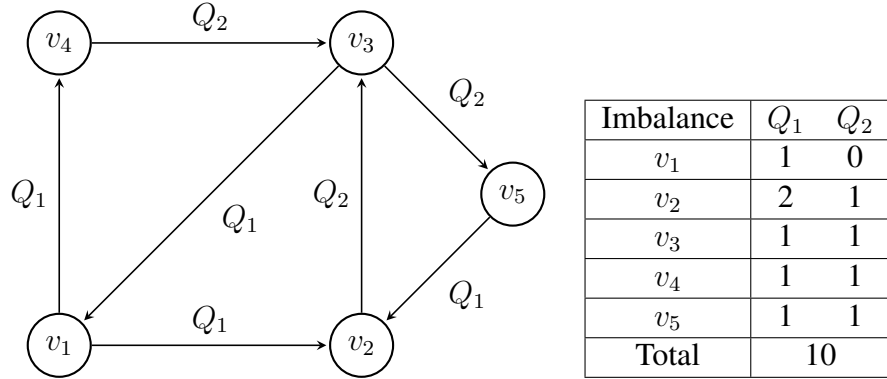 Q₂
v₄
v₃
Q₂
Q₁
Q₁
Q₂
v₅
Q₁
Q₁
v₁
v₂
Imbalance Q₁ Q₂
v₁ 1 0
v₂ 2 1
v₃ 1 1
v₄ 1 1
v₅ 1 1
Total 10